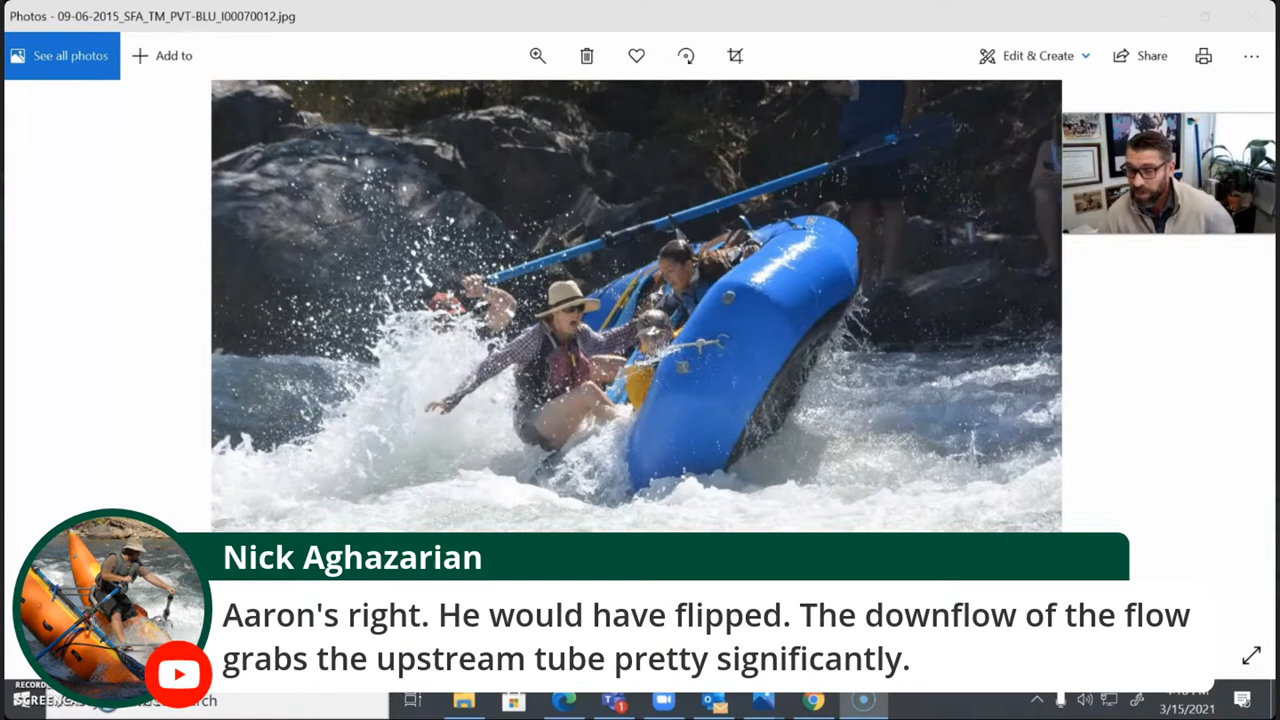 Photos - 09-06-2015_SFA_TM_PVT-BLU_I00070012.jpg
See all photos
Add to
Edit & Create
Share
Nick Aghazarian
Aaron's right. He would have flipped. The downflow of the flow
grabs the upstream tube pretty significantly.
3/15/2021